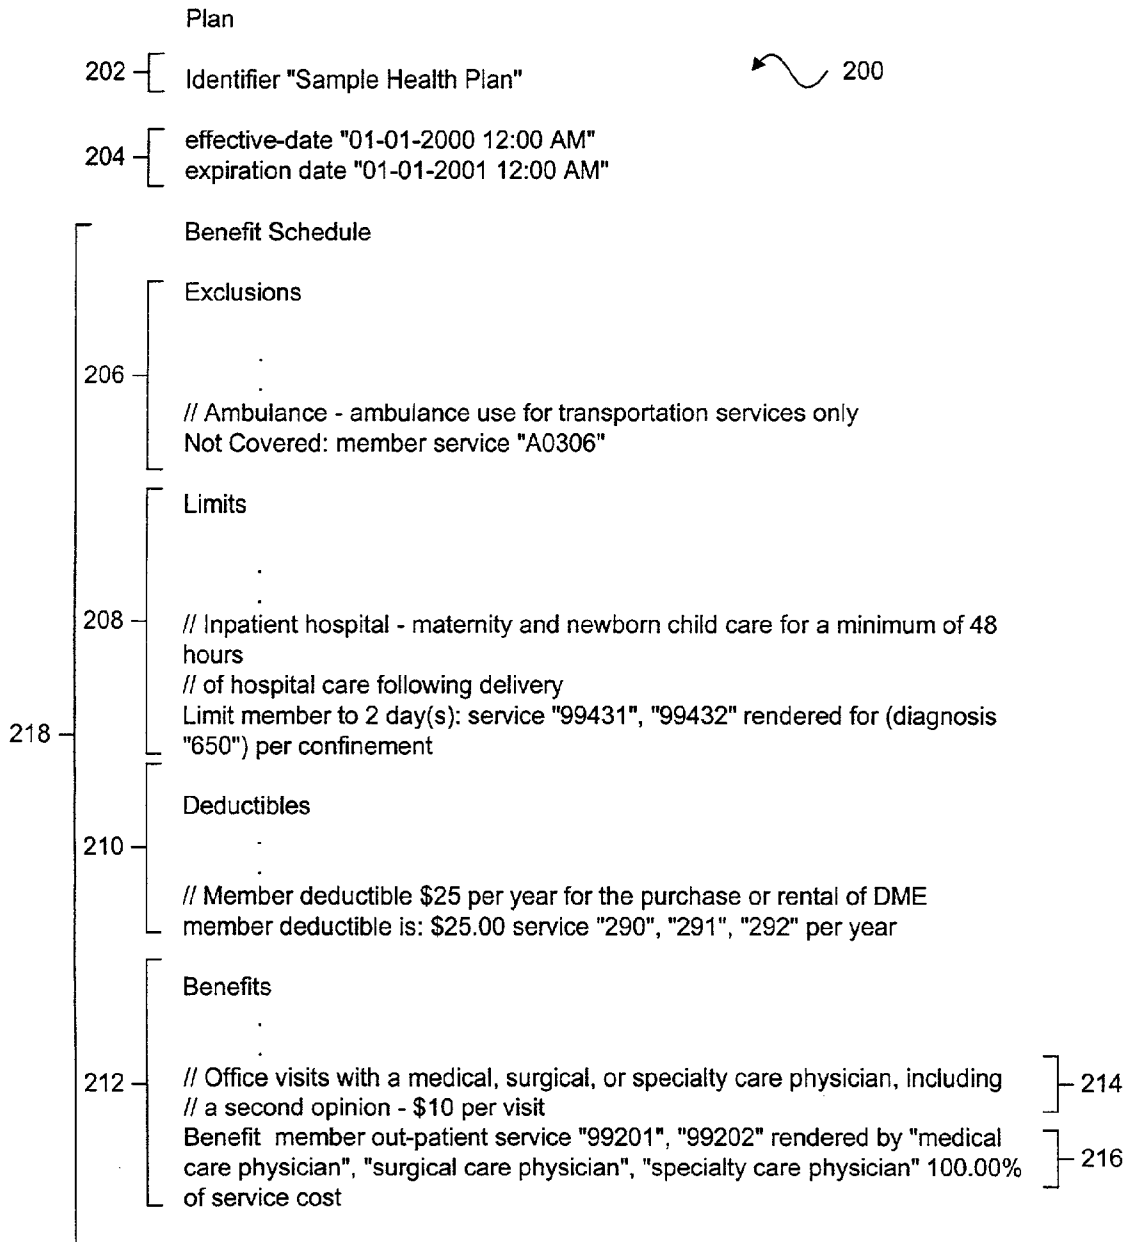 Plan
202
Identifier "Sample Health Plan"
200
204
effective-date "01-01-2000 12:00 AM"
expiration date "01-01-2001 12:00 AM"
Benefit Schedule
Exclusions
.
206
.
// Ambulance - ambulance use for transportation services only
Not Covered: member service "A0306"
Limits
.
.
208
// Inpatient hospital - maternity and newborn child care for a minimum of 48
hours
// of hospital care following delivery
Limit member to 2 day(s): service "99431", "99432" rendered for (diagnosis
218
"650") per confinement
Deductibles
210
.
.
// Member deductible $25 per year for the purchase or rental of DME
member deductible is: $25.00 service "290", "291", "292" per year
Benefits
.
.
212
// Office visits with a medical, surgical, or specialty care physician, including
214
// a second opinion - $10 per visit
Benefit  member out-patient service "99201", "99202" rendered by "medical
care physician", "surgical care physician", "specialty care physician" 100.00%
216
of service cost